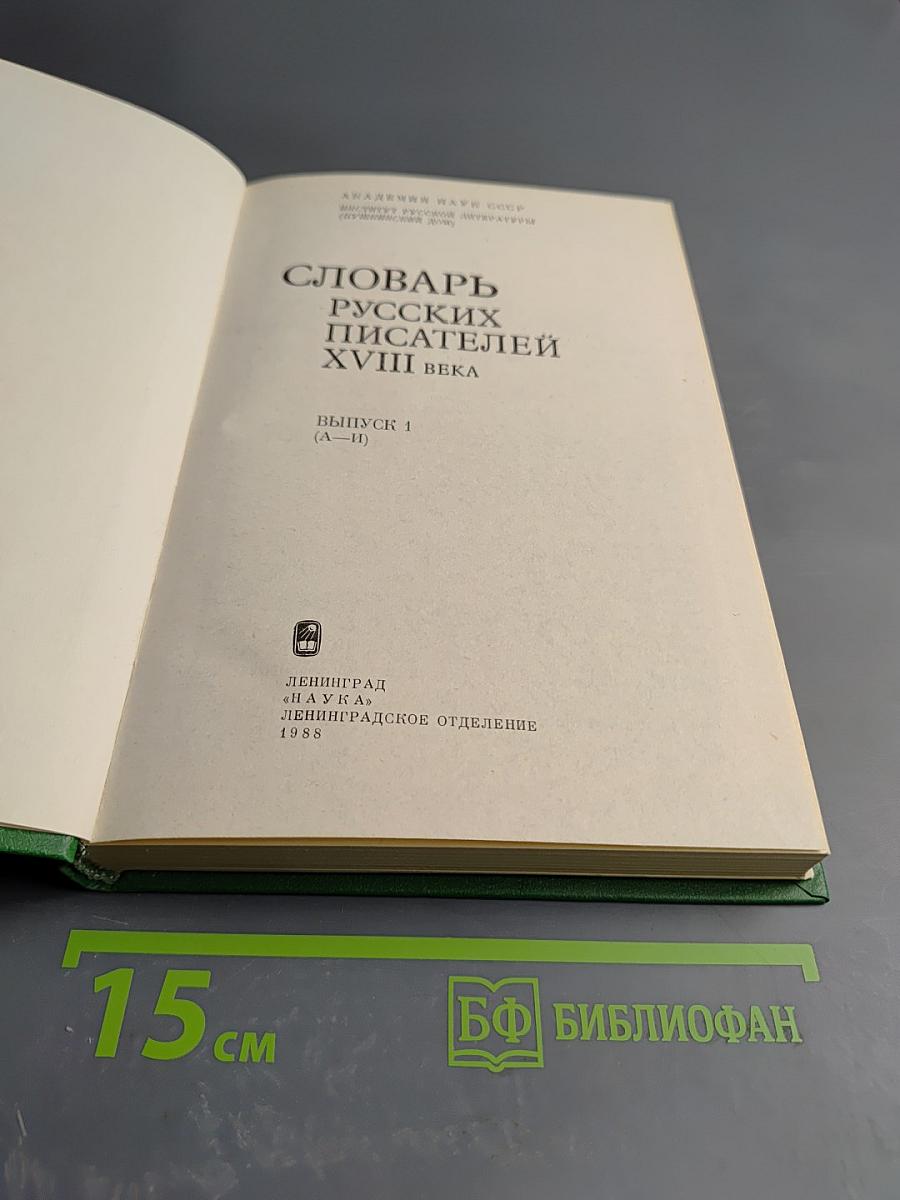 АКАДЕМИЯ НАУК СССР
ИНСТИТУТ РУССКОЙ ЛИТЕРАТУРЫ
(ПУШКИНСКИЙ ДОМ)
СЛОВАРЬ
РУССКИХ
ПИСАТЕЛЕЙ
XVIII ВЕКА
ВЫПУСК 1
(А—И)
ЛЕНИНГРАД
«НАУКА»
ЛЕНИНГРАДСКОЕ ОТДЕЛЕНИЕ
1988
15 см
БФ БИБЛИОФАН